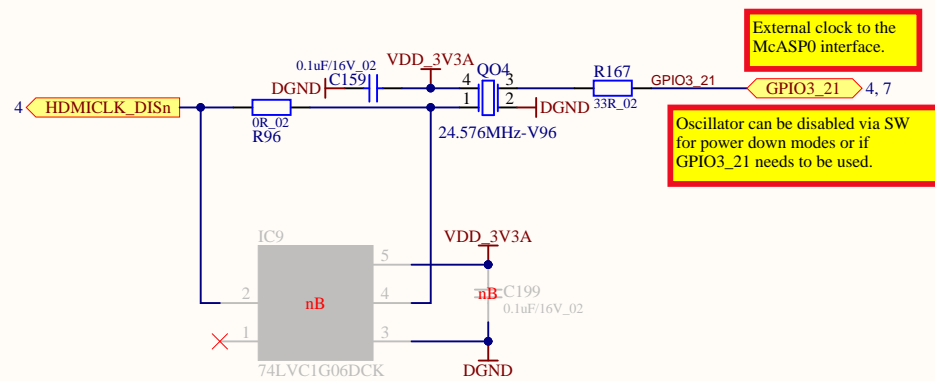 External clock to the
McASP0 interface.
0.1uF/16V_02
VDD_3V3A
C159
DGND
4
3
QO4
R167
GPIO3_21
GPIO3_21
4, 7
4
HDMICLK_DISn
0R_02
R96
1
2
DGND
33R_02
24.576MHz-V96
Oscillator can be disabled via SW
for power down modes or if
GPIO3_21 needs to be used.
IC9
VDD_3V3A
5
2
nB
4
nB
C199
0.1uF/16V_02
1
3
74LVC1G06DCK
DGND